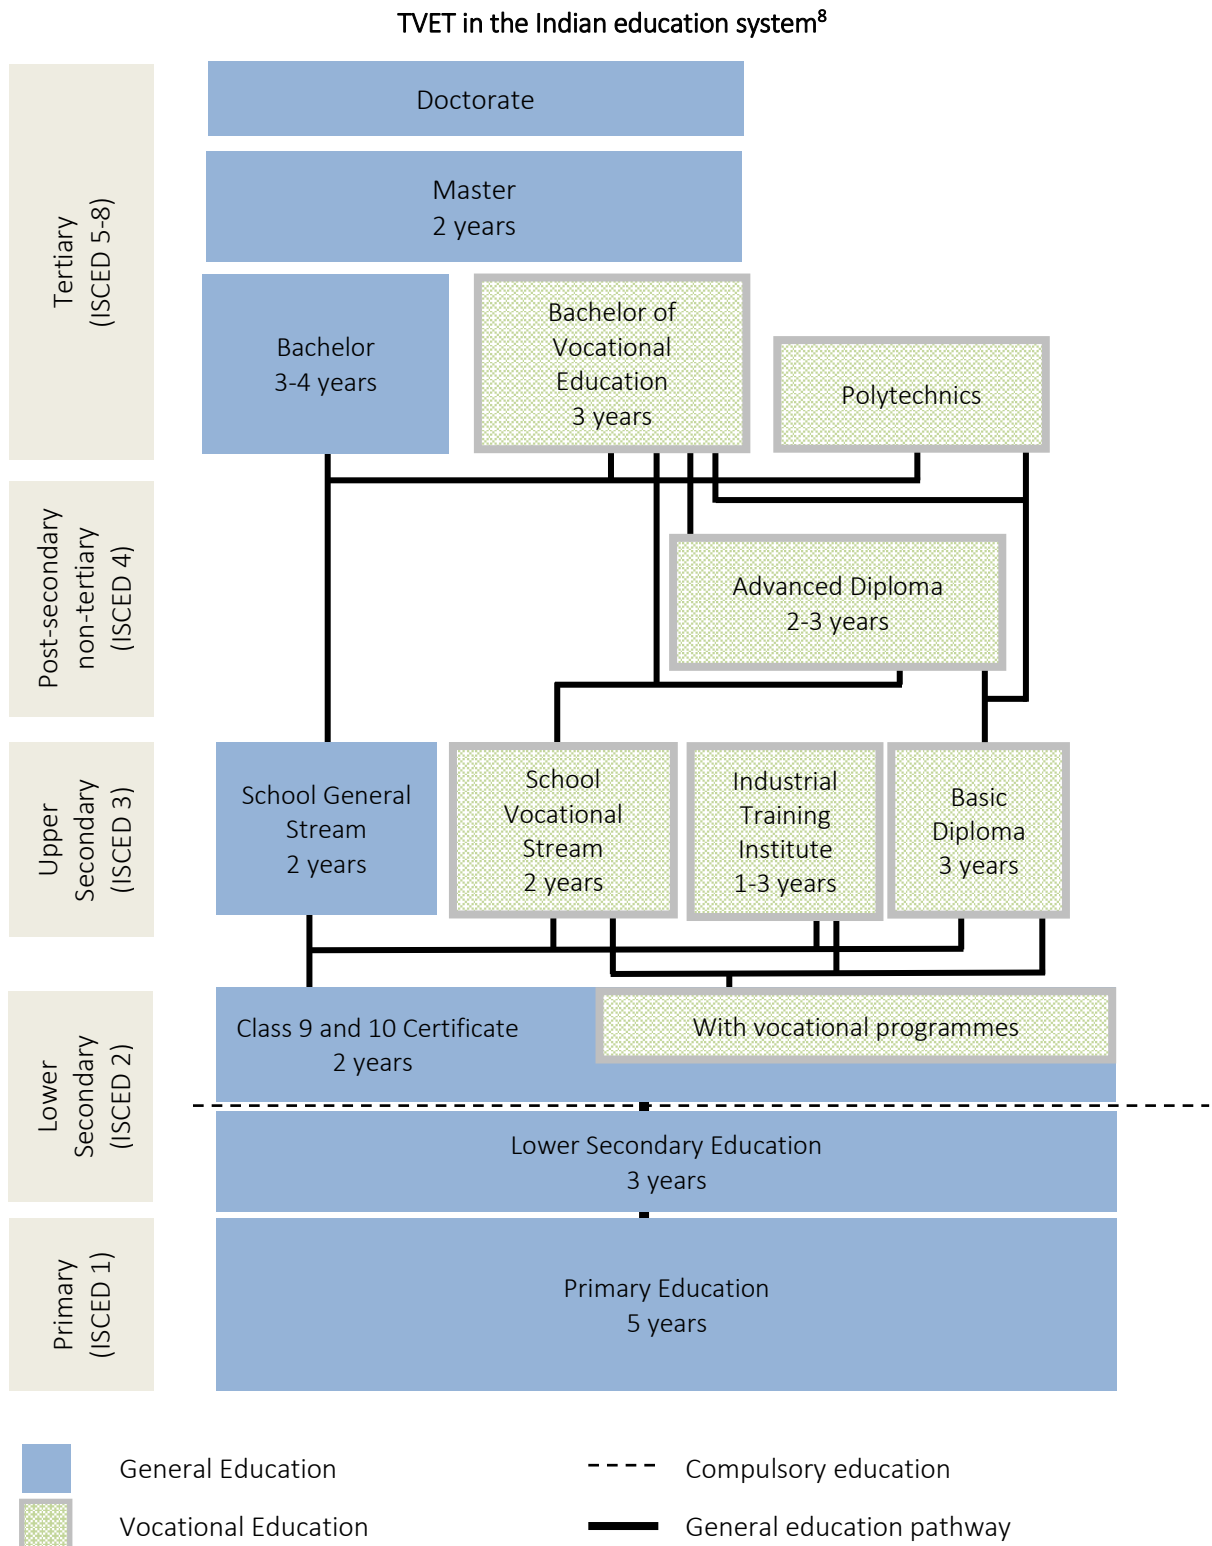 TVET in the Indian education system⁸
Tertiary
(ISCED 5-8)
Doctorate
Master
2 years
Bachelor
3-4 years
Bachelor of
Vocational
Education
3 years
Polytechnics
Post-secondary
non-tertiary
(ISCED 4)
Advanced Diploma
2-3 years
Upper
Secondary
(ISCED 3)
School General
Stream
2 years
School
Vocational
Stream
2 years
Industrial
Training
Institute
1-3 years
Basic
Diploma
3 years
Lower
Secondary
(ISCED 2)
Class 9 and 10 Certificate
2 years
With vocational programmes
Lower Secondary Education
3 years
Primary
(ISCED 1)
Primary Education
5 years
General Education
Compulsory education
Vocational Education
General education pathway